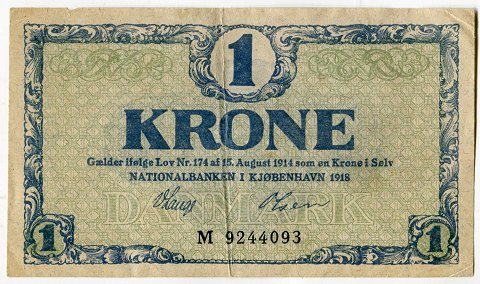 1
KRONE
Gælder ifølge Lov Nr. 174 af 15. August 1914 som en Krone i Sølv
NATIONALBANKEN I KJØBENHAVN 1918
DANMARK
1 M 9244093 1